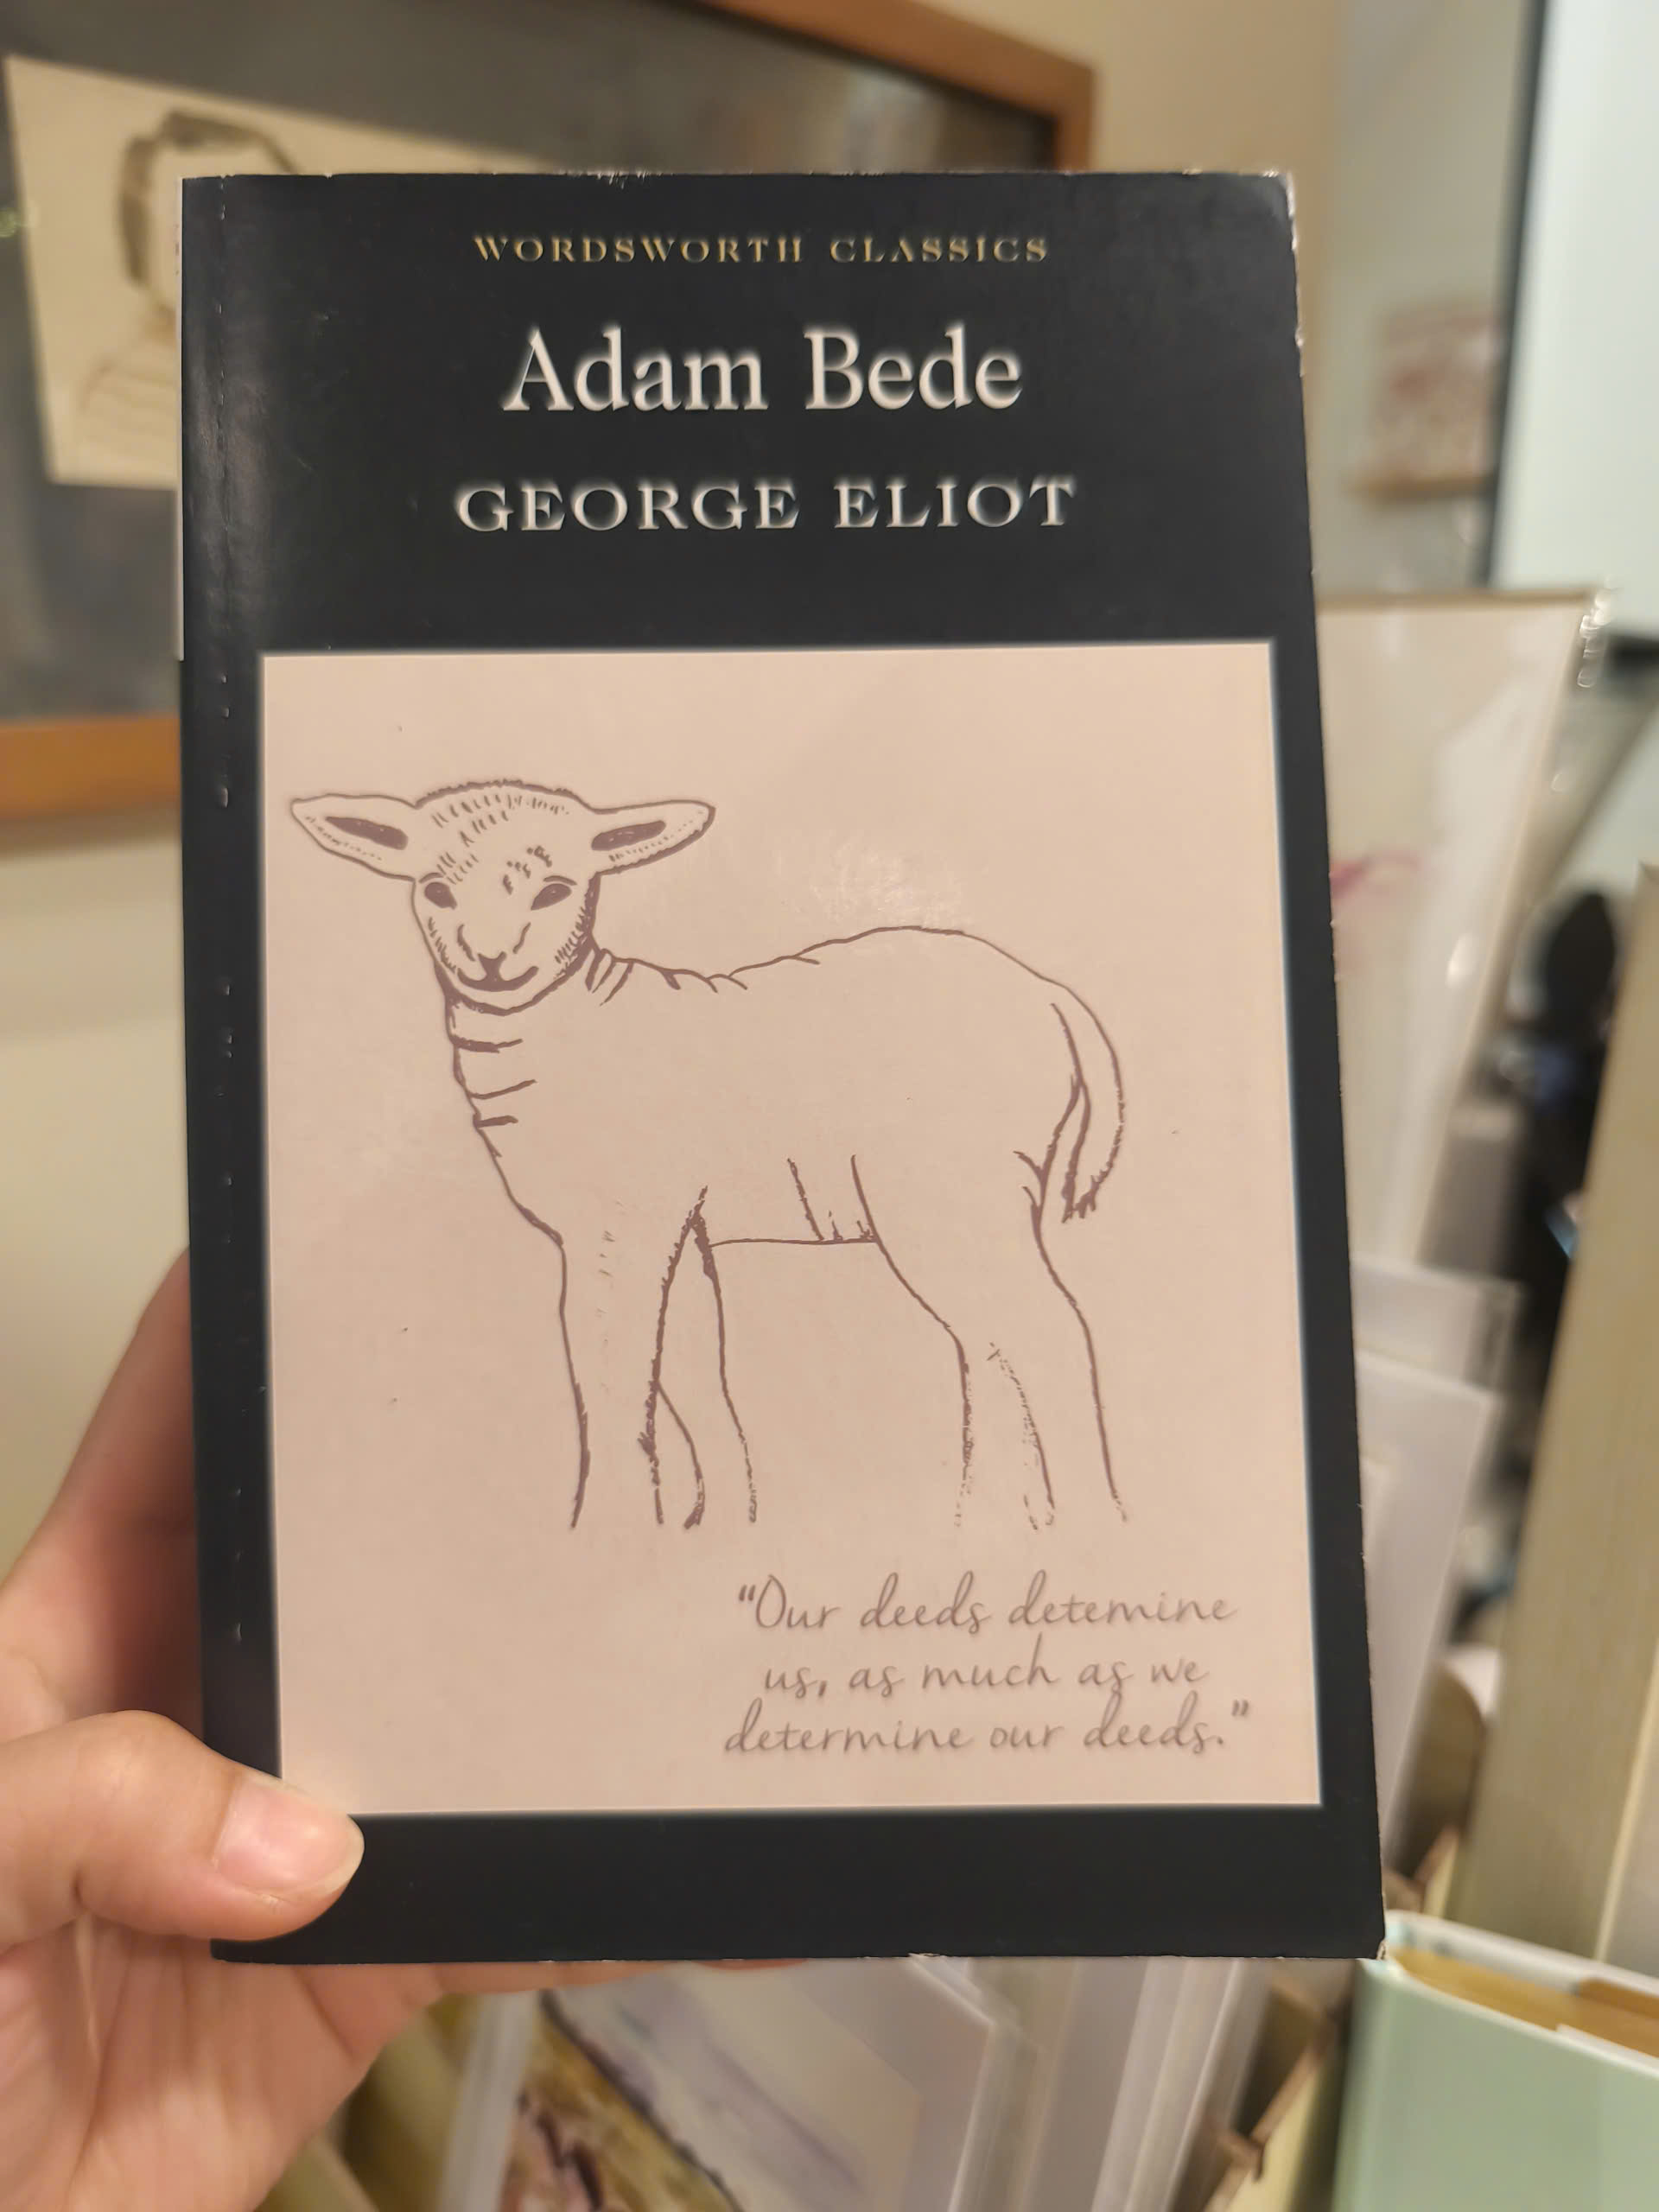 WORDSWORTH CLASSICS
Adam Bede
GEORGE ELIOT
“Our deeds detemine
us, as much as we
determine our deeds.”